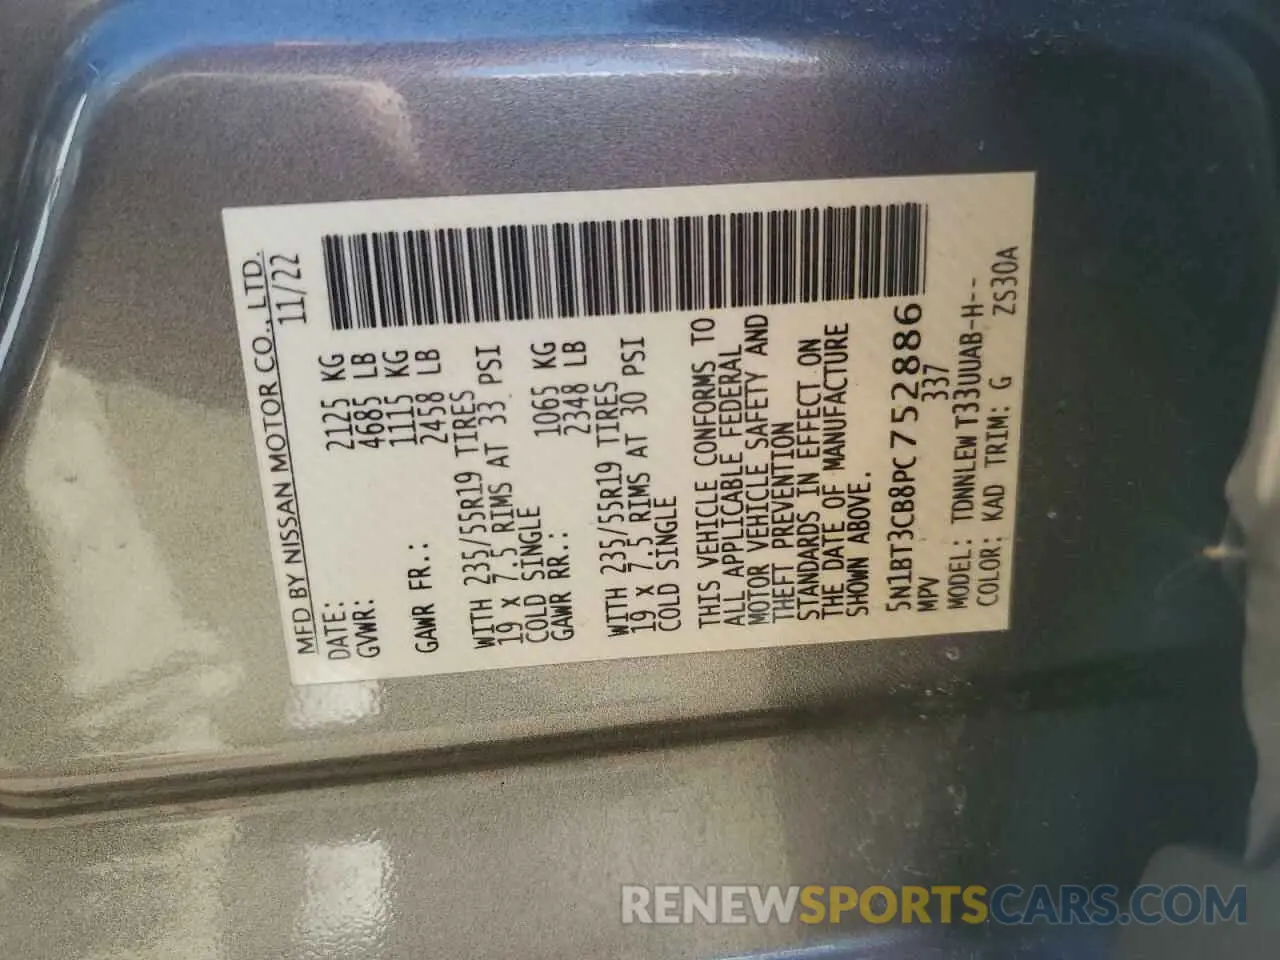 MFD BY NISSAN MOTOR CO., LTD.
DATE: 11/22
GVWR: 2125 KG
4685 LB
GAWR FR.: 1115 KG
2458 LB
WITH 235/55R19 TIRES
19 X 7.5 RIMS AT 33 PSI
COLD SINGLE
GAWR RR.: 1065 KG
2348 LB
WITH 235/55R19 TIRES
19 X 7.5 RIMS AT 30 PSI
COLD SINGLE
THIS VEHICLE CONFORMS TO
ALL APPLICABLE FEDERAL
MOTOR VEHICLE SAFETY AND
THEFT PREVENTION
STANDARDS IN EFFECT ON
THE DATE OF MANUFACTURE
SHOWN ABOVE.
5N1BT3CB8PC752886
MPV 337
MODEL: TDNNLEW T33UUAB-H--
COLOR: KAD TRIM: G ZS30A
RENEWSPORTSCARS.COM